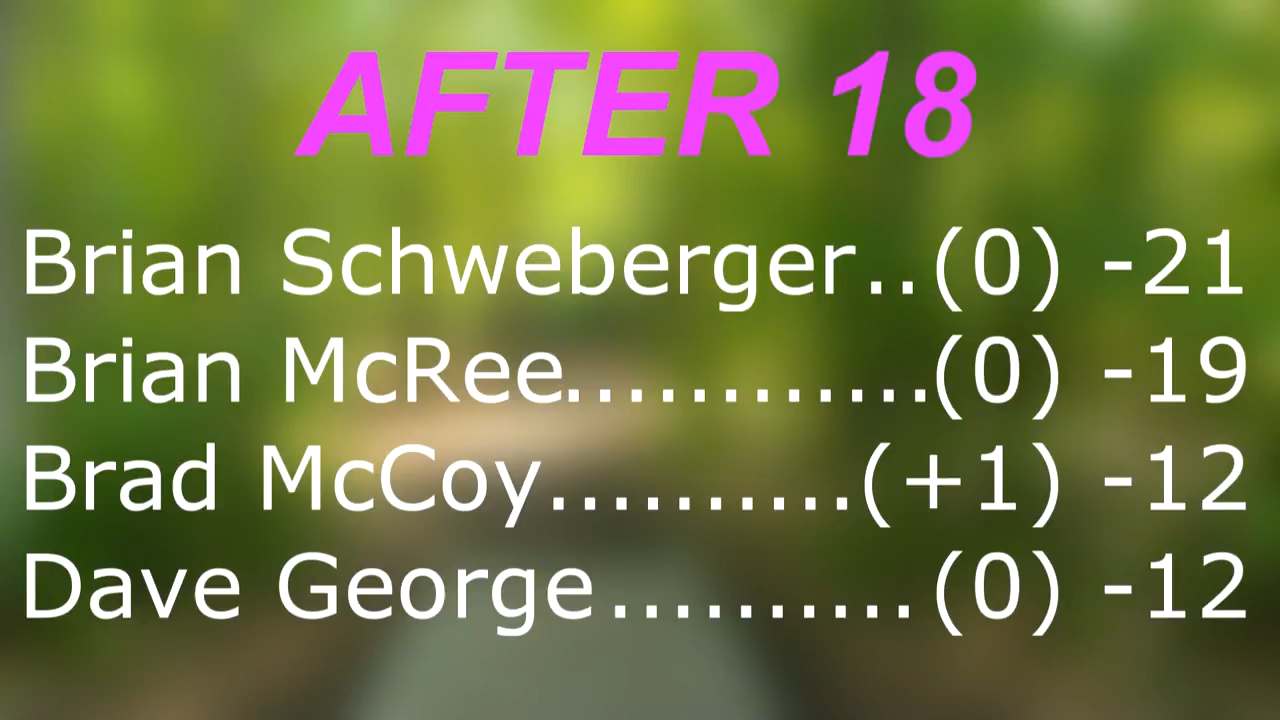 AFTER 18
Brian Schweberger..(0) -21
Brian McRee............(0) -19
Brad McCoy..........(+1) -12
Dave George..........(0) -12